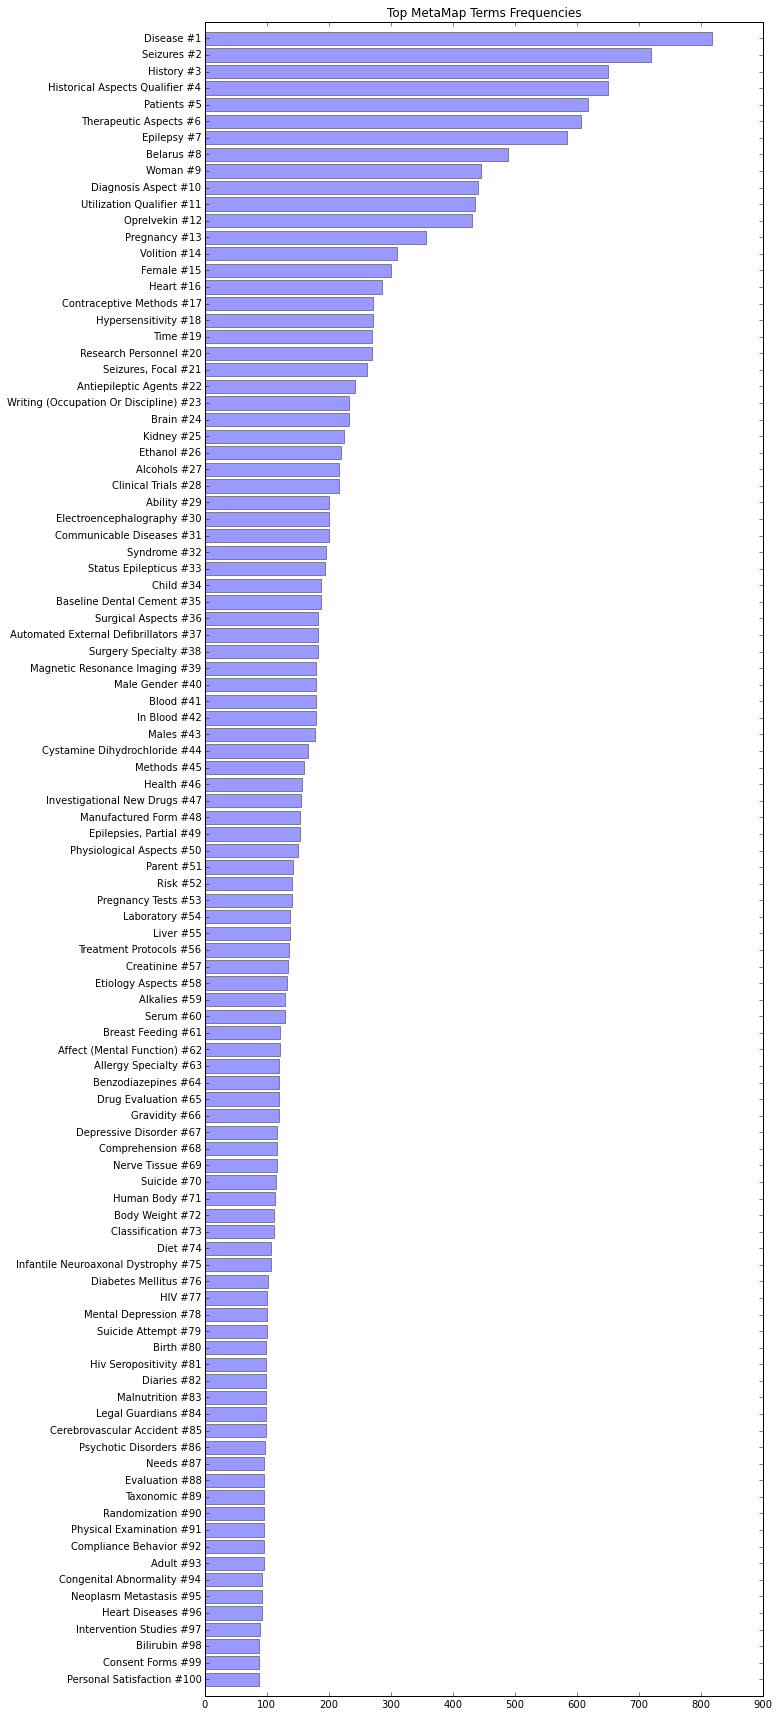 Top MetaMap Terms Frequencies
Disease #1
Seizures #2
History #3
Historical Aspects Qualifier #4
Patients #5
Therapeutic Aspects #6
Epilepsy #7
Belarus #8
Woman #9
Diagnosis Aspect #10
Utilization Qualifier #11
Oprelvekin #12
Pregnancy #13
Volition #14
Female #15
Heart #16
Contraceptive Methods #17
Hypersensitivity #18
Time #19
Research Personnel #20
Seizures, Focal #21
Antiepileptic Agents #22
Writing (Occupation Or Discipline) #23
Brain #24
Kidney #25
Ethanol #26
Alcohols #27
Clinical Trials #28
Ability #29
Electroencephalography #30
Communicable Diseases #31
Syndrome #32
Status Epilepticus #33
Child #34
Baseline Dental Cement #35
Surgical Aspects #36
Automated External Defibrillators #37
Surgery Specialty #38
Magnetic Resonance Imaging #39
Male Gender #40
Blood #41
In Blood #42
Males #43
Cystamine Dihydrochloride #44
Methods #45
Health #46
Investigational New Drugs #47
Manufactured Form #48
Epilepsies, Partial #49
Physiological Aspects #50
Parent #51
Risk #52
Pregnancy Tests #53
Laboratory #54
Liver #55
Treatment Protocols #56
Creatinine #57
Etiology Aspects #58
Alkalies #59
Serum #60
Breast Feeding #61
Affect (Mental Function) #62
Allergy Specialty #63
Benzodiazepines #64
Drug Evaluation #65
Gravidity #66
Depressive Disorder #67
Comprehension #68
Nerve Tissue #69
Suicide #70
Human Body #71
Body Weight #72
Classification #73
Diet #74
Infantile Neuroaxonal Dystrophy #75
Diabetes Mellitus #76
HIV #77
Mental Depression #78
Suicide Attempt #79
Birth #80
Hiv Seropositivity #81
Diaries #82
Malnutrition #83
Legal Guardians #84
Cerebrovascular Accident #85
Psychotic Disorders #86
Needs #87
Evaluation #88
Taxonomic #89
Randomization #90
Physical Examination #91
Compliance Behavior #92
Adult #93
Congenital Abnormality #94
Neoplasm Metastasis #95
Heart Diseases #96
Intervention Studies #97
Bilirubin #98
Consent Forms #99
Personal Satisfaction #100
0 100 200 300 400 500 600 700 800 900